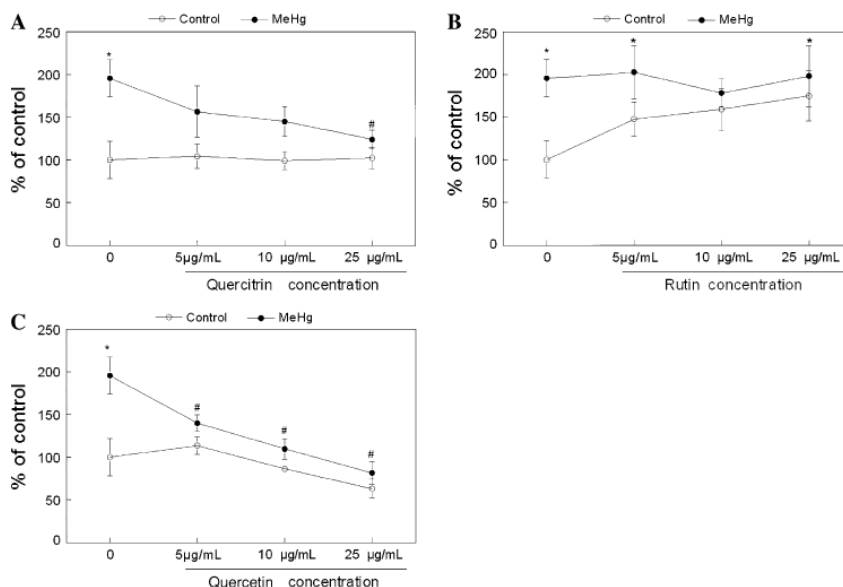 A
Control MeHg
% of control
250
200
150
100
50
0
*
#
0 5µg/mL 10 µg/mL 25 µg/mL
Quercitrin concentration
B
Control MeHg
% of control
250
200
150
100
50
0
* * *
0 5µg/mL 10 µg/mL 25 µg/mL
Rutin concentration
C
Control MeHg
% of control
250
200
150
100
50
0
*
# # #
0 5µg/mL 10 µg/mL 25 µg/mL
Quercetin concentration